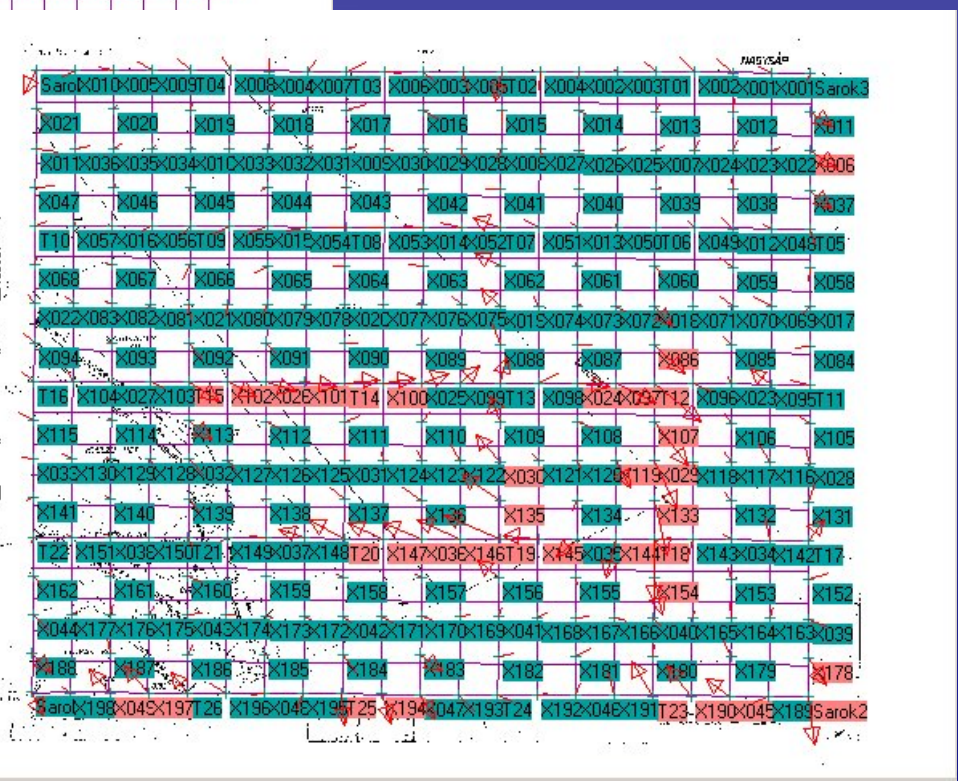 NAGYSÁP
Saro X010 X005 X009 T04 X008 X004 X007 T03 X006 X003 X005 T02 X004 X002 X003 T01 X002 X001 X001 Sarok3
X021 X020 X019 X018 X017 X016 X015 X014 X013 X012 X011
X011 X036 X035 X034 X010 X033 X032 X031 X009 X030 X029 X028 X008 X027 X026 X025 X007 X024 X023 X022 X006
X047 X046 X045 X044 X043 X042 X041 X040 X039 X038 X037
T10 X057 X016 X056 T09 X055 X015 X054 T08 X053 X014 X052 T07 X051 X013 X050 T06 X049 X012 X048 T05
X068 X067 X066 X065 X064 X063 X062 X061 X060 X059 X058
X022 X083 X082 X081 X021 X080 X079 X078 X020 X077 X076 X075 X019 X074 X073 X072 X018 X071 X070 X069 X017
X094 X093 X092 X091 X090 X089 X088 X087 X086 X085 X084
T16 X104 X027 X103 T15 X102 X026 X101 T14 X100 X025 X099 T13 X098 X024 X097 T12 X096 X023 X095 T11
X115 X114 X113 X112 X111 X110 X109 X108 X107 X106 X105
X033 X130 X129 X128 X032 X127 X126 X125 X031 X124 X123 X122 X030 X121 X120 X119 X029 X118 X117 X116 X028
X141 X140 X139 X138 X137 X136 X135 X134 X133 X132 X131
T22 X151 X038 X150 T21 X149 X037 X148 T20 X147 X036 X146 T19 X145 X035 X144 T18 X143 X034 X142 T17
X162 X161 X160 X159 X158 X157 X156 X155 X154 X153 X152
X044 X177 X176 X175 X043 X174 X173 X172 X042 X171 X170 X169 X041 X168 X167 X166 X040 X165 X164 X163 X039
X188 X187 X186 X185 X184 X183 X182 X181 X180 X179 X178
Saro X198 X049 X197 T26 X196 X048 X195 T25 X194 X047 X193 T24 X192 X046 X191 T23 X190 X045 X189 Sarok2